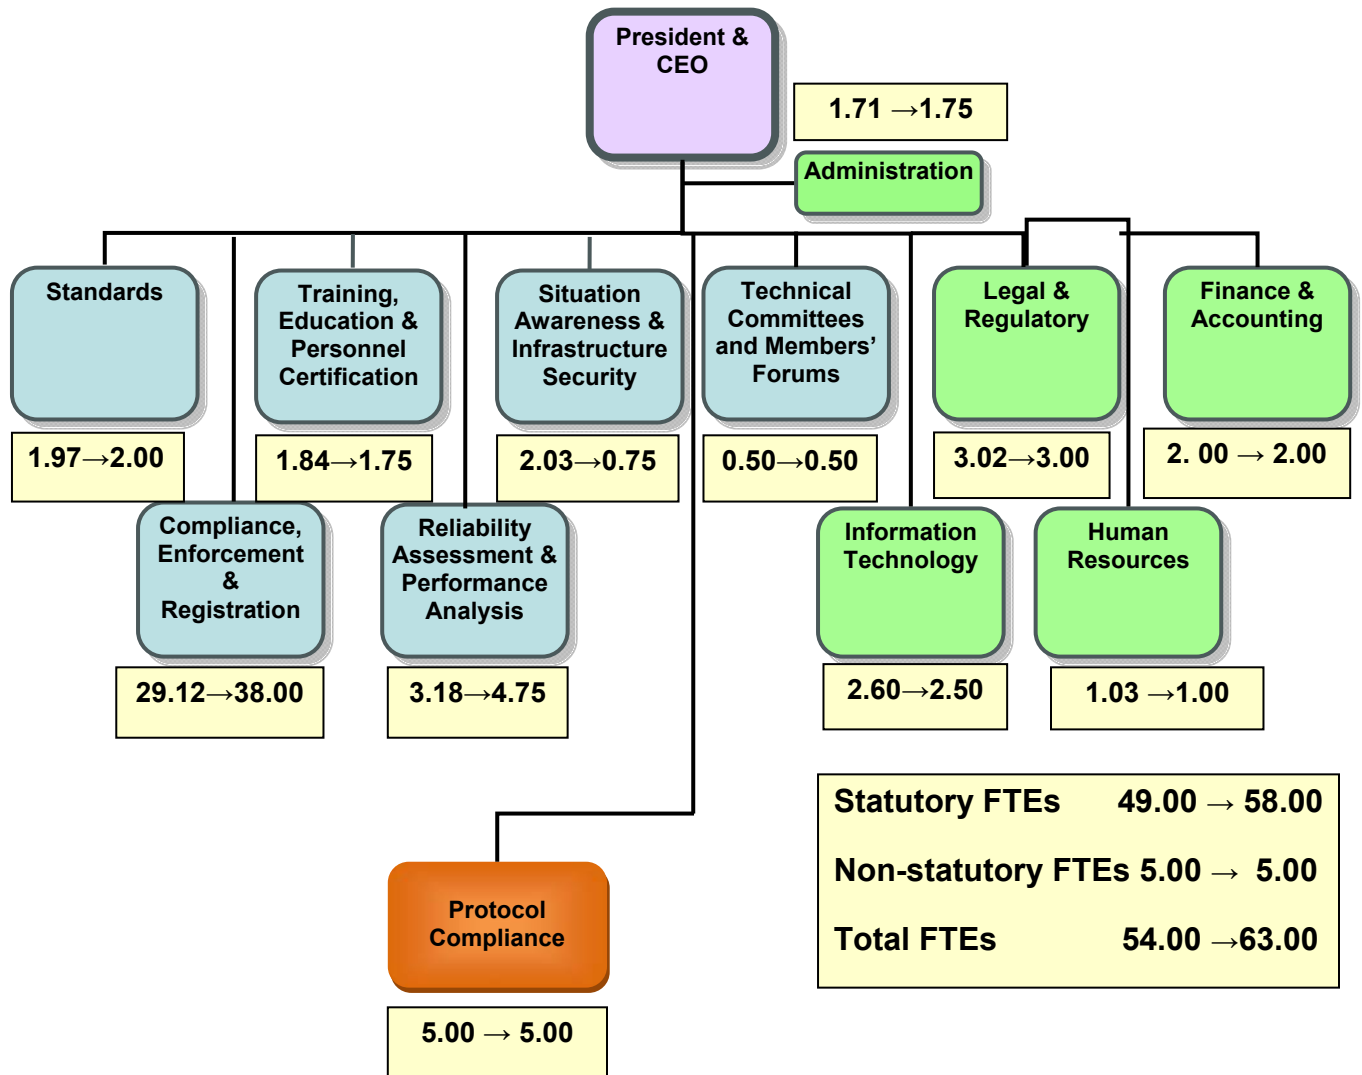 President &
CEO
1.71 →1.75
Administration
Standards
Training,
Education &
Personnel
Certification
Situation
Awareness &
Infrastructure
Security
Technical
Committees
and Members’
Forums
Legal &
Regulatory
Finance &
Accounting
1.97→2.00
1.84→1.75
2.03→0.75
0.50→0.50
3.02→3.00
2. 00 → 2.00
Compliance,
Enforcement
&
Registration
Reliability
Assessment &
Performance
Analysis
Information
Technology
Human
Resources
29.12→38.00
3.18→4.75
2.60→2.50
1.03 →1.00
Statutory FTEs 49.00 → 58.00
Non-statutory FTEs 5.00 → 5.00
Total FTEs 54.00 →63.00
Protocol
Compliance
5.00 → 5.00